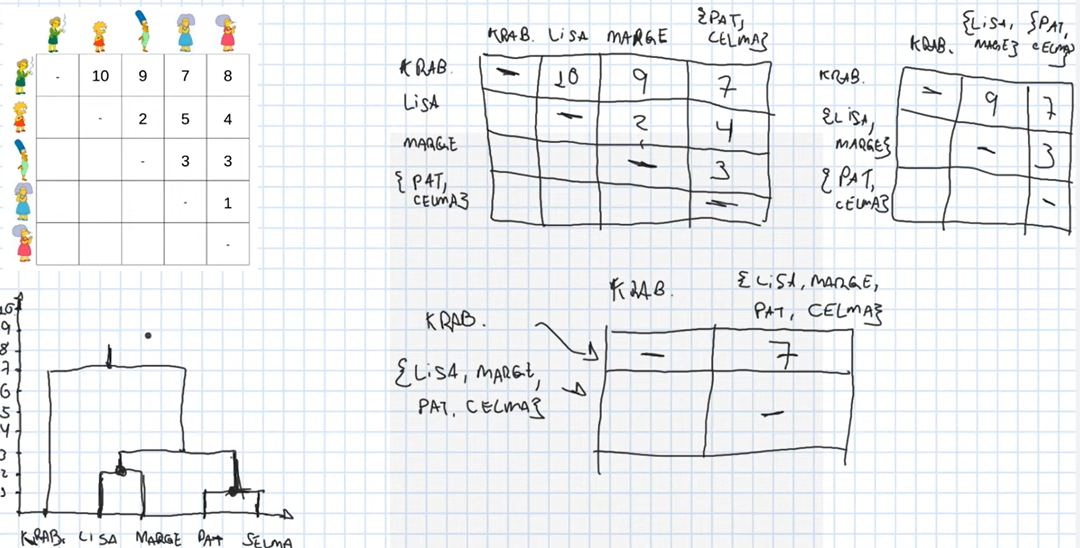 - 10 9 7 8
- 2 5 4
- 3 3
- 1
-
KRAB. LISA MARGE {PAT,
CELMA}
KRAB. - 10 9 7
LISA - 2 4
MARGE - 3
{PAT,
CELMA} -
KRAB. {LISA, MARGE} {PAT, CELMA}
KRAB. - 9 7
{LISA,
MARGE} - 3
{PAT,
CELMA} -
KRAB. {LISA, MARGE,
PAT, CELMA}
KRAB. - 7
{LISA, MARGE,
PAT, CELMA} -
10
9
8
7
6
5
4
3
2
1
KRAB. LISA MARGE PAT SELMA